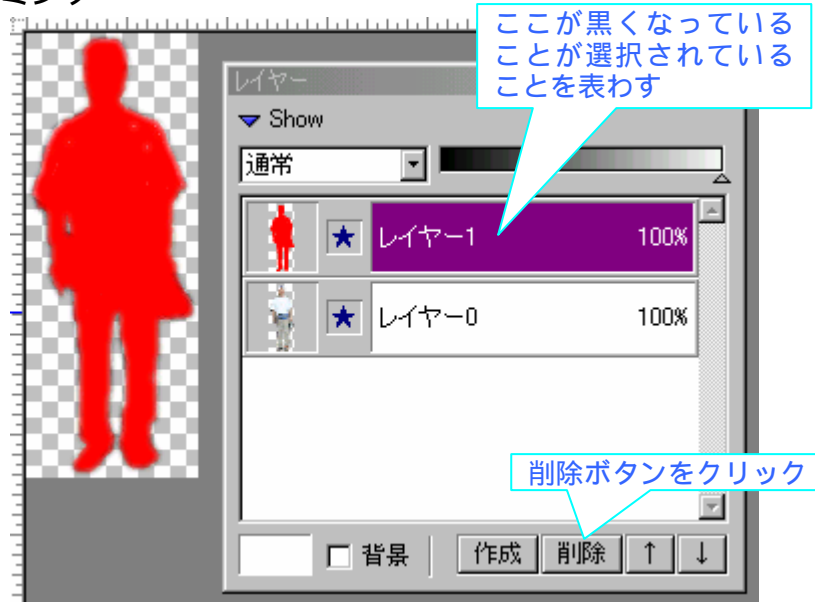 ミング
ここが黒くなっている
ことが選択されている
ことを表わす
レイヤー
Show
通常
レイヤー1 100%
レイヤー0 100%
削除ボタンをクリック
背景 作成 削除 ↑ ↓